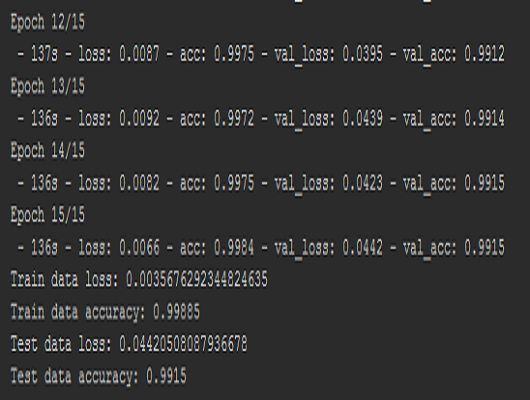 Epoch 12/15
- 137s - loss: 0.0087 - acc: 0.9975 - val_loss: 0.0395 - val_acc: 0.9912
Epoch 13/15
- 136s - loss: 0.0092 - acc: 0.9972 - val_loss: 0.0439 - val_acc: 0.9914
Epoch 14/15
- 136s - loss: 0.0082 - acc: 0.9975 - val_loss: 0.0423 - val_acc: 0.9915
Epoch 15/15
- 136s - loss: 0.0066 - acc: 0.9984 - val_loss: 0.0442 - val_acc: 0.9915
Train data loss: 0.0035676292344824635
Train data accuracy: 0.99885
Test data loss: 0.04420508087936678
Test data accuracy: 0.9915